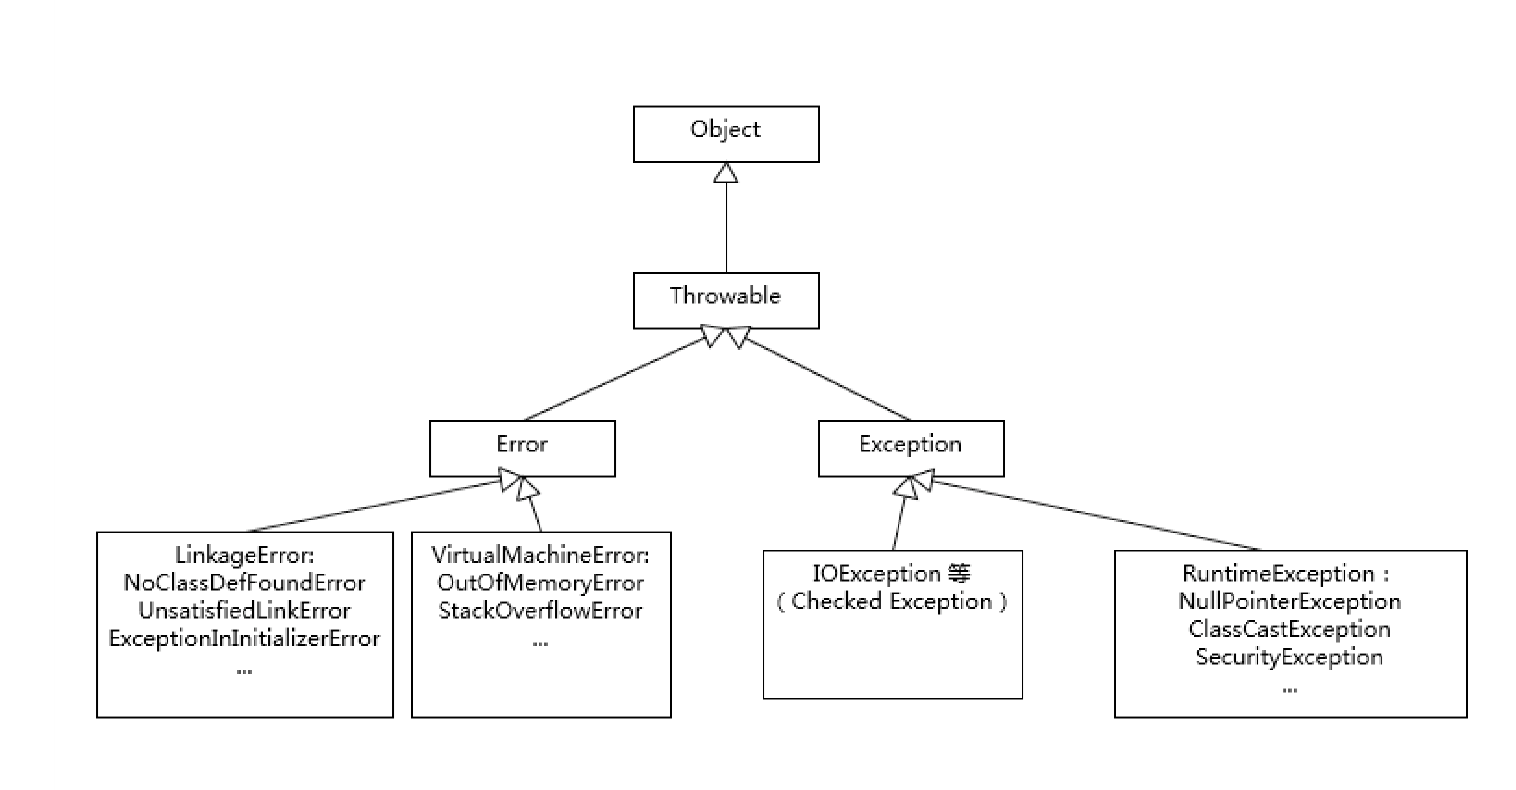 Object
Throwable
Error
Exception
LinkageError:
NoClassDefFoundError
UnsatisfiedLinkError
ExceptionInInitializerError
...
VirtualMachineError:
OutOfMemoryError
StackOverflowError
...
IOException 等
( Checked Exception )
RuntimeException :
NullPointerException
ClassCastException
SecurityException
...